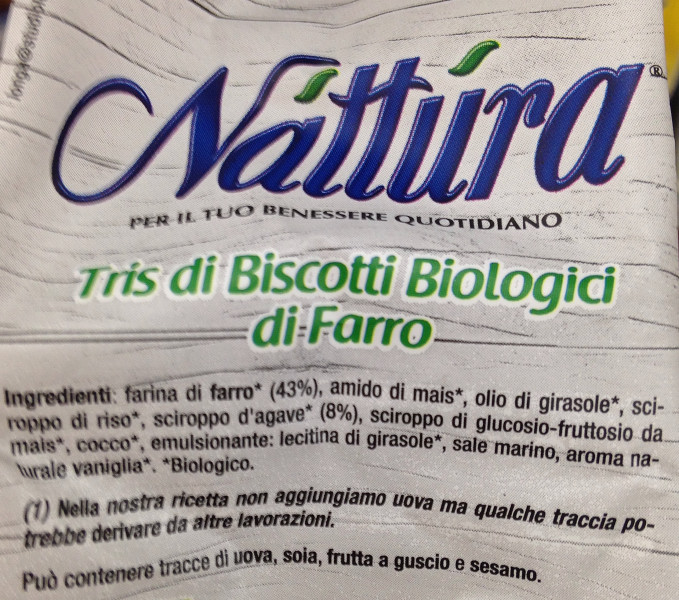 longo@studio
Nattura®
PER IL TUO BENESSERE QUOTIDIANO
Tris di Biscotti Biologici
di Farro
Ingredienti: farina di farro* (43%), amido di mais*, olio di girasole*, sci-
roppo di riso*, sciroppo d'agave* (8%), sciroppo di glucosio-fruttosio da
mais*, cocco*, emulsionante: lecitina di girasole*, sale marino, aroma na-
turale vaniglia*. *Biologico.
(1) Nella nostra ricetta non aggiungiamo uova ma qualche traccia po-
trebbe derivare da altre lavorazioni.
Può contenere tracce di uova, soia, frutta a guscio e sesamo.